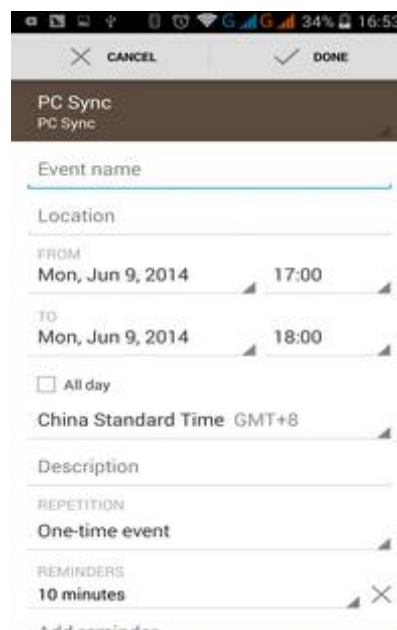 G G 34% 16:53
CANCEL DONE
PC Sync
PC Sync
Event name
Location
FROM
Mon, Jun 9, 2014 17:00
TO
Mon, Jun 9, 2014 18:00
All day
China Standard Time GMT+8
Description
REPETITION
One-time event
REMINDERS
10 minutes
Add reminder